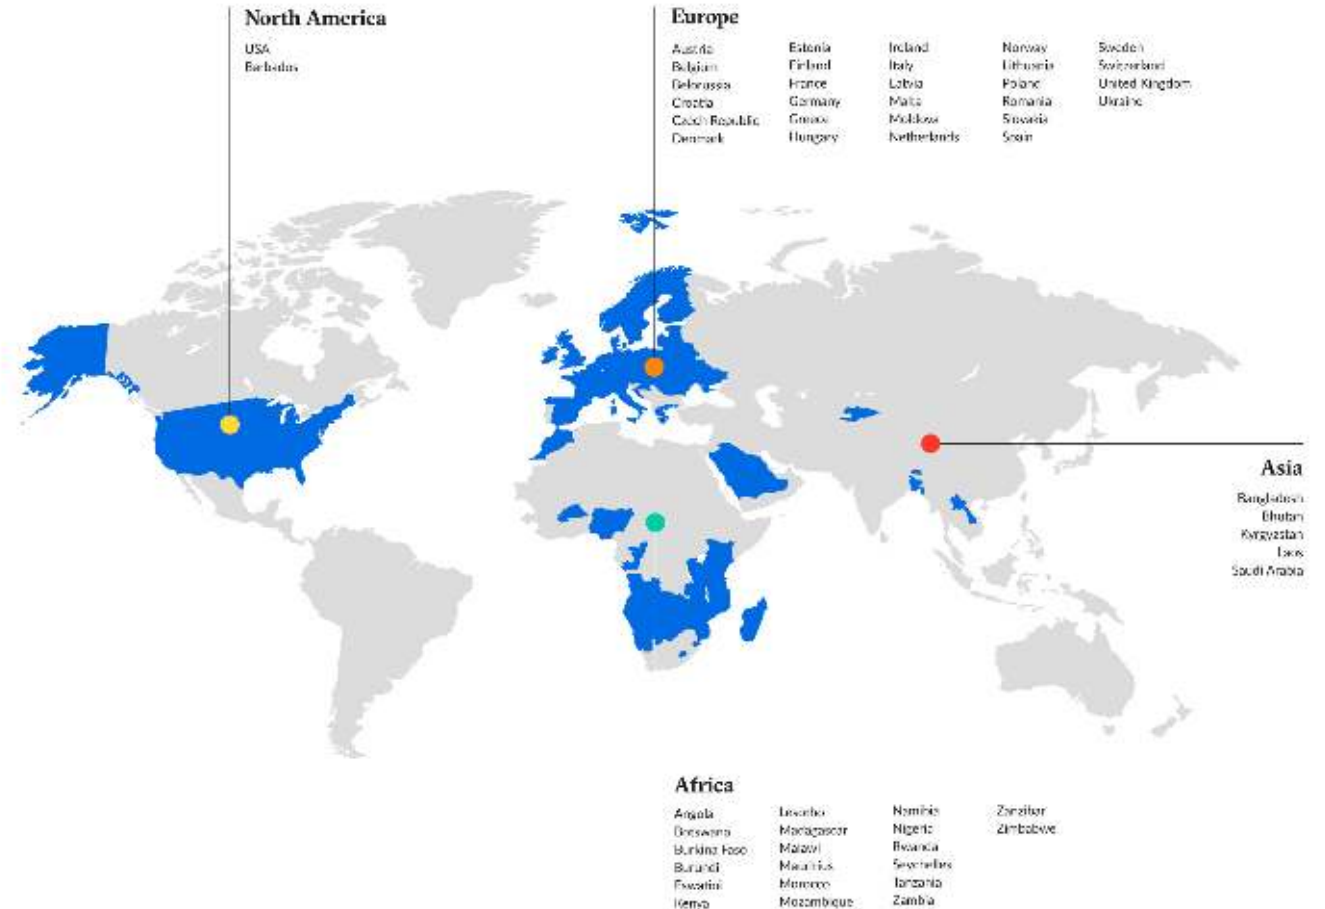 North America
USA
Barbados
Europe
Austria
Belgium
Belorussia
Croatia
Czech Republic
Denmark
Estonia
Finland
France
Germany
Greece
Hungary
Ireland
Italy
Latvia
Malta
Moldova
Netherlands
Norway
Lithuania
Poland
Romania
Slovakia
Spain
Sweden
Switzerland
United Kingdom
Ukraine
Asia
Bangladesh
Bhutan
Kyrgyzstan
Laos
Saudi Arabia
Africa
Angola
Botswana
Burkina Faso
Burundi
Eswatini
Kenya
Lesotho
Madagascar
Malawi
Mauritius
Morocco
Mozambique
Namibia
Nigeria
Rwanda
Seychelles
Tanzania
Zambia
Zanzibar
Zimbabwe